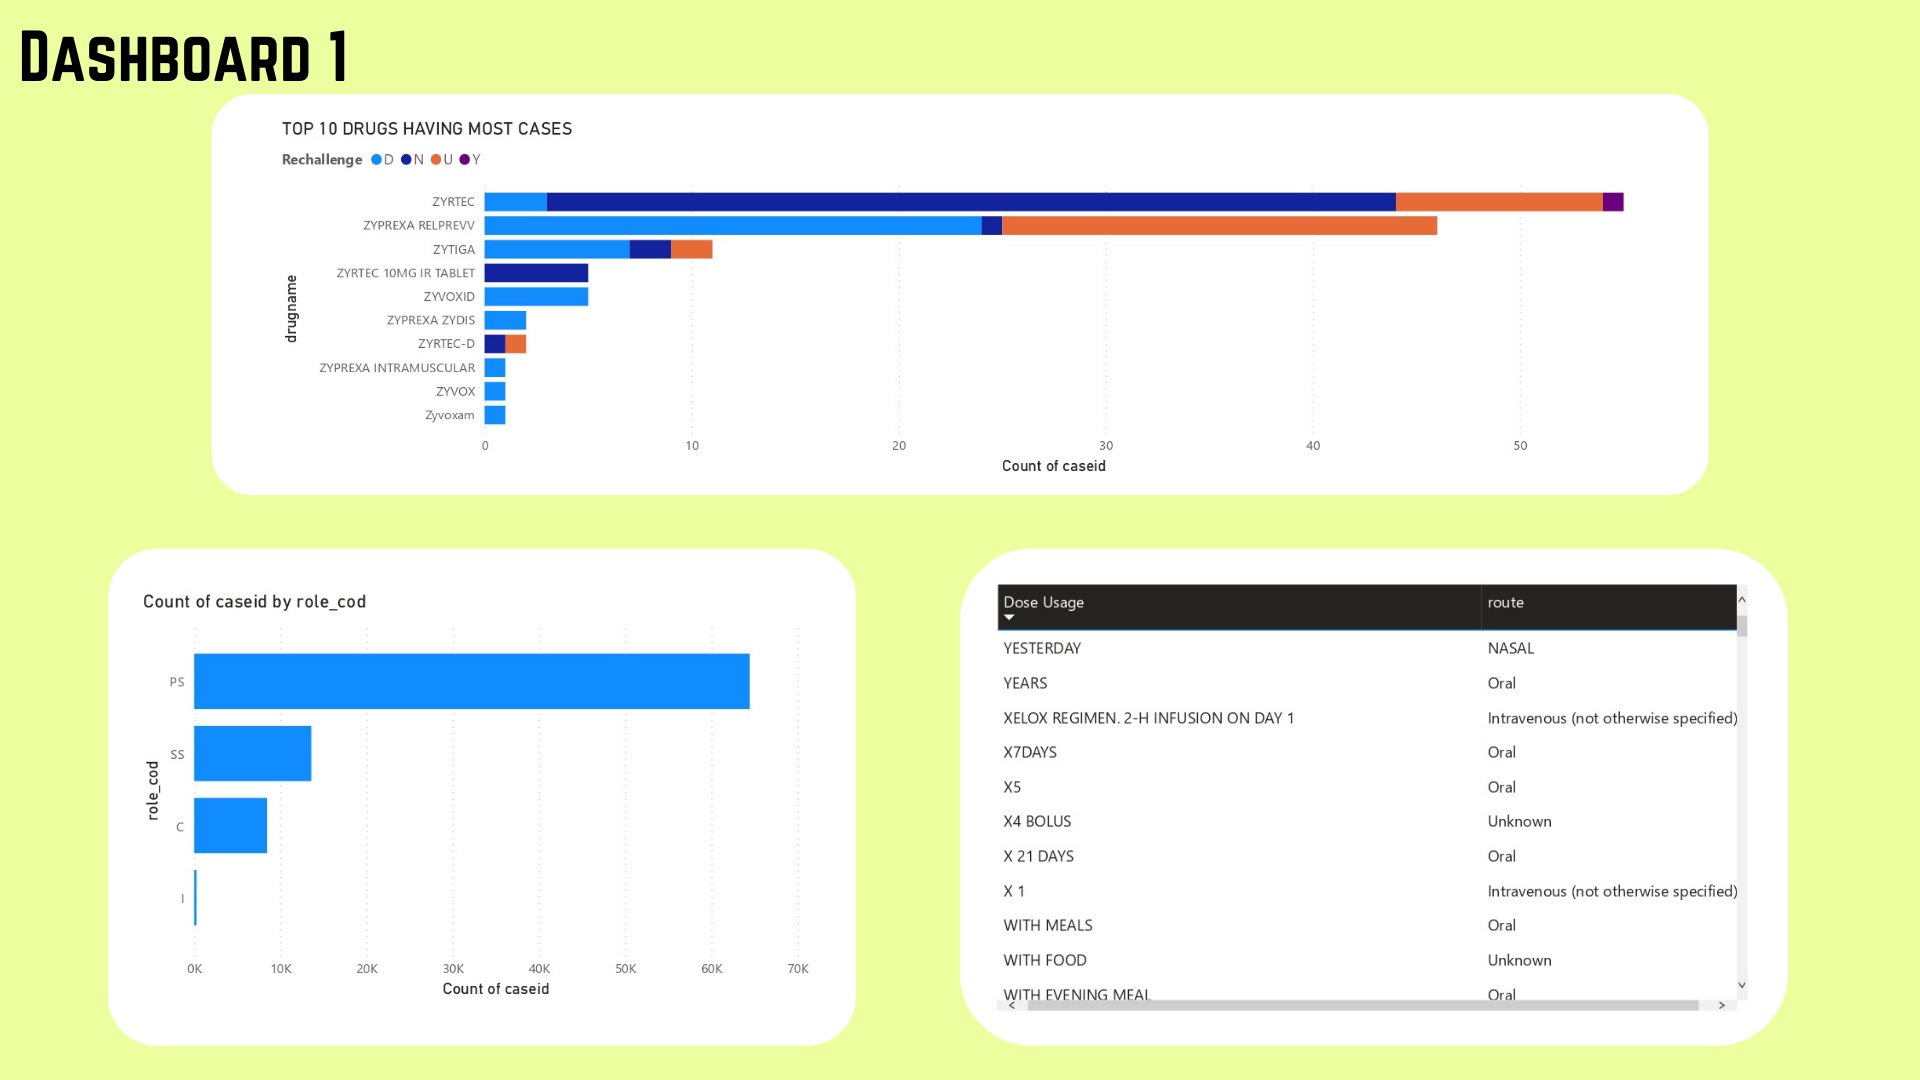 DASHBOARD 1
TOP 10 DRUGS HAVING MOST CASES
Rechallenge D N U Y
ZYRTEC
ZYPREXA RELPREVV
ZYTIGA
ZYRTEC 10MG IR TABLET
ZYVOXID
ZYPREXA ZYDIS
ZYRTEC-D
ZYPREXA INTRAMUSCULAR
ZYVOX
Zyvoxam
drugname
0 10 20 30 40 50
Count of caseid
Count of caseid by role_cod
PS
SS
C
I
role_cod
0K 10K 20K 30K 40K 50K 60K 70K
Count of caseid
Dose Usage route
YESTERDAY NASAL
YEARS Oral
XELOX REGIMEN. 2-H INFUSION ON DAY 1 Intravenous (not otherwise specified)
X7DAYS Oral
X5 Oral
X4 BOLUS Unknown
X 21 DAYS Oral
X 1 Intravenous (not otherwise specified)
WITH MEALS Oral
WITH FOOD Unknown
WITH EVENING MEAL Oral